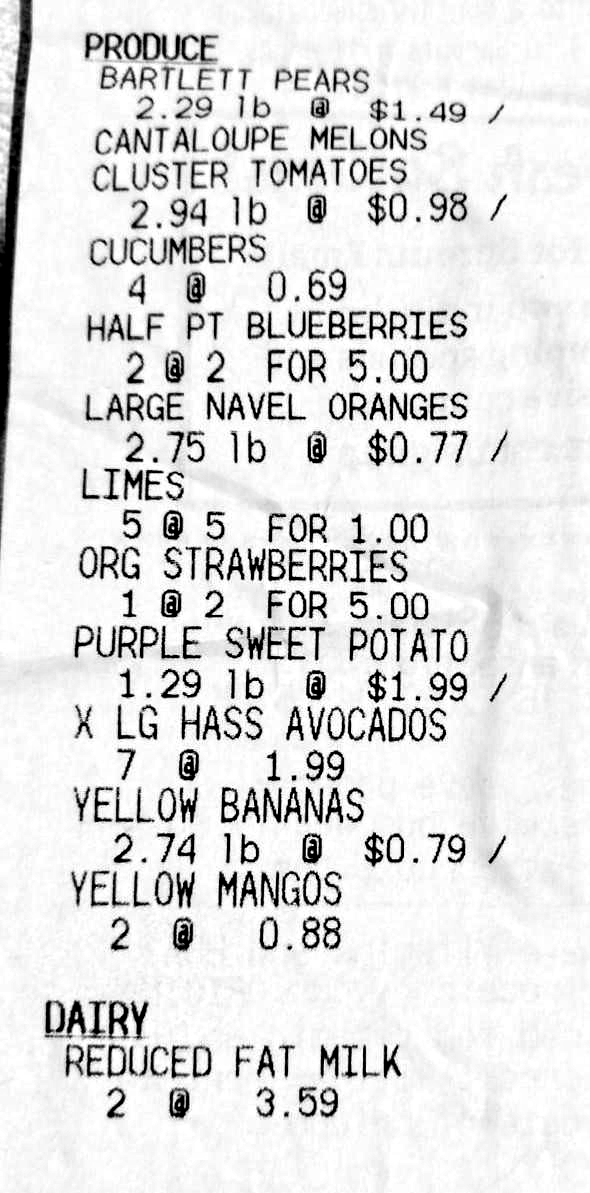 PRODUCE
BARTLETT PEARS
2.29 lb @ $1.49 /
CANTALOUPE MELONS
CLUSTER TOMATOES
2.94 lb @ $0.98 /
CUCUMBERS
4 @ 0.69
HALF PT BLUEBERRIES
2 @ 2 FOR 5.00
LARGE NAVEL ORANGES
2.75 lb @ $0.77 /
LIMES
5 @ 5 FOR 1.00
ORG STRAWBERRIES
1 @ 2 FOR 5.00
PURPLE SWEET POTATO
1.29 lb @ $1.99 /
X LG HASS AVOCADOS
7 @ 1.99
YELLOW BANANAS
2.74 lb @ $0.79 /
YELLOW MANGOS
2 @ 0.88
DAIRY
REDUCED FAT MILK
2 @ 3.59